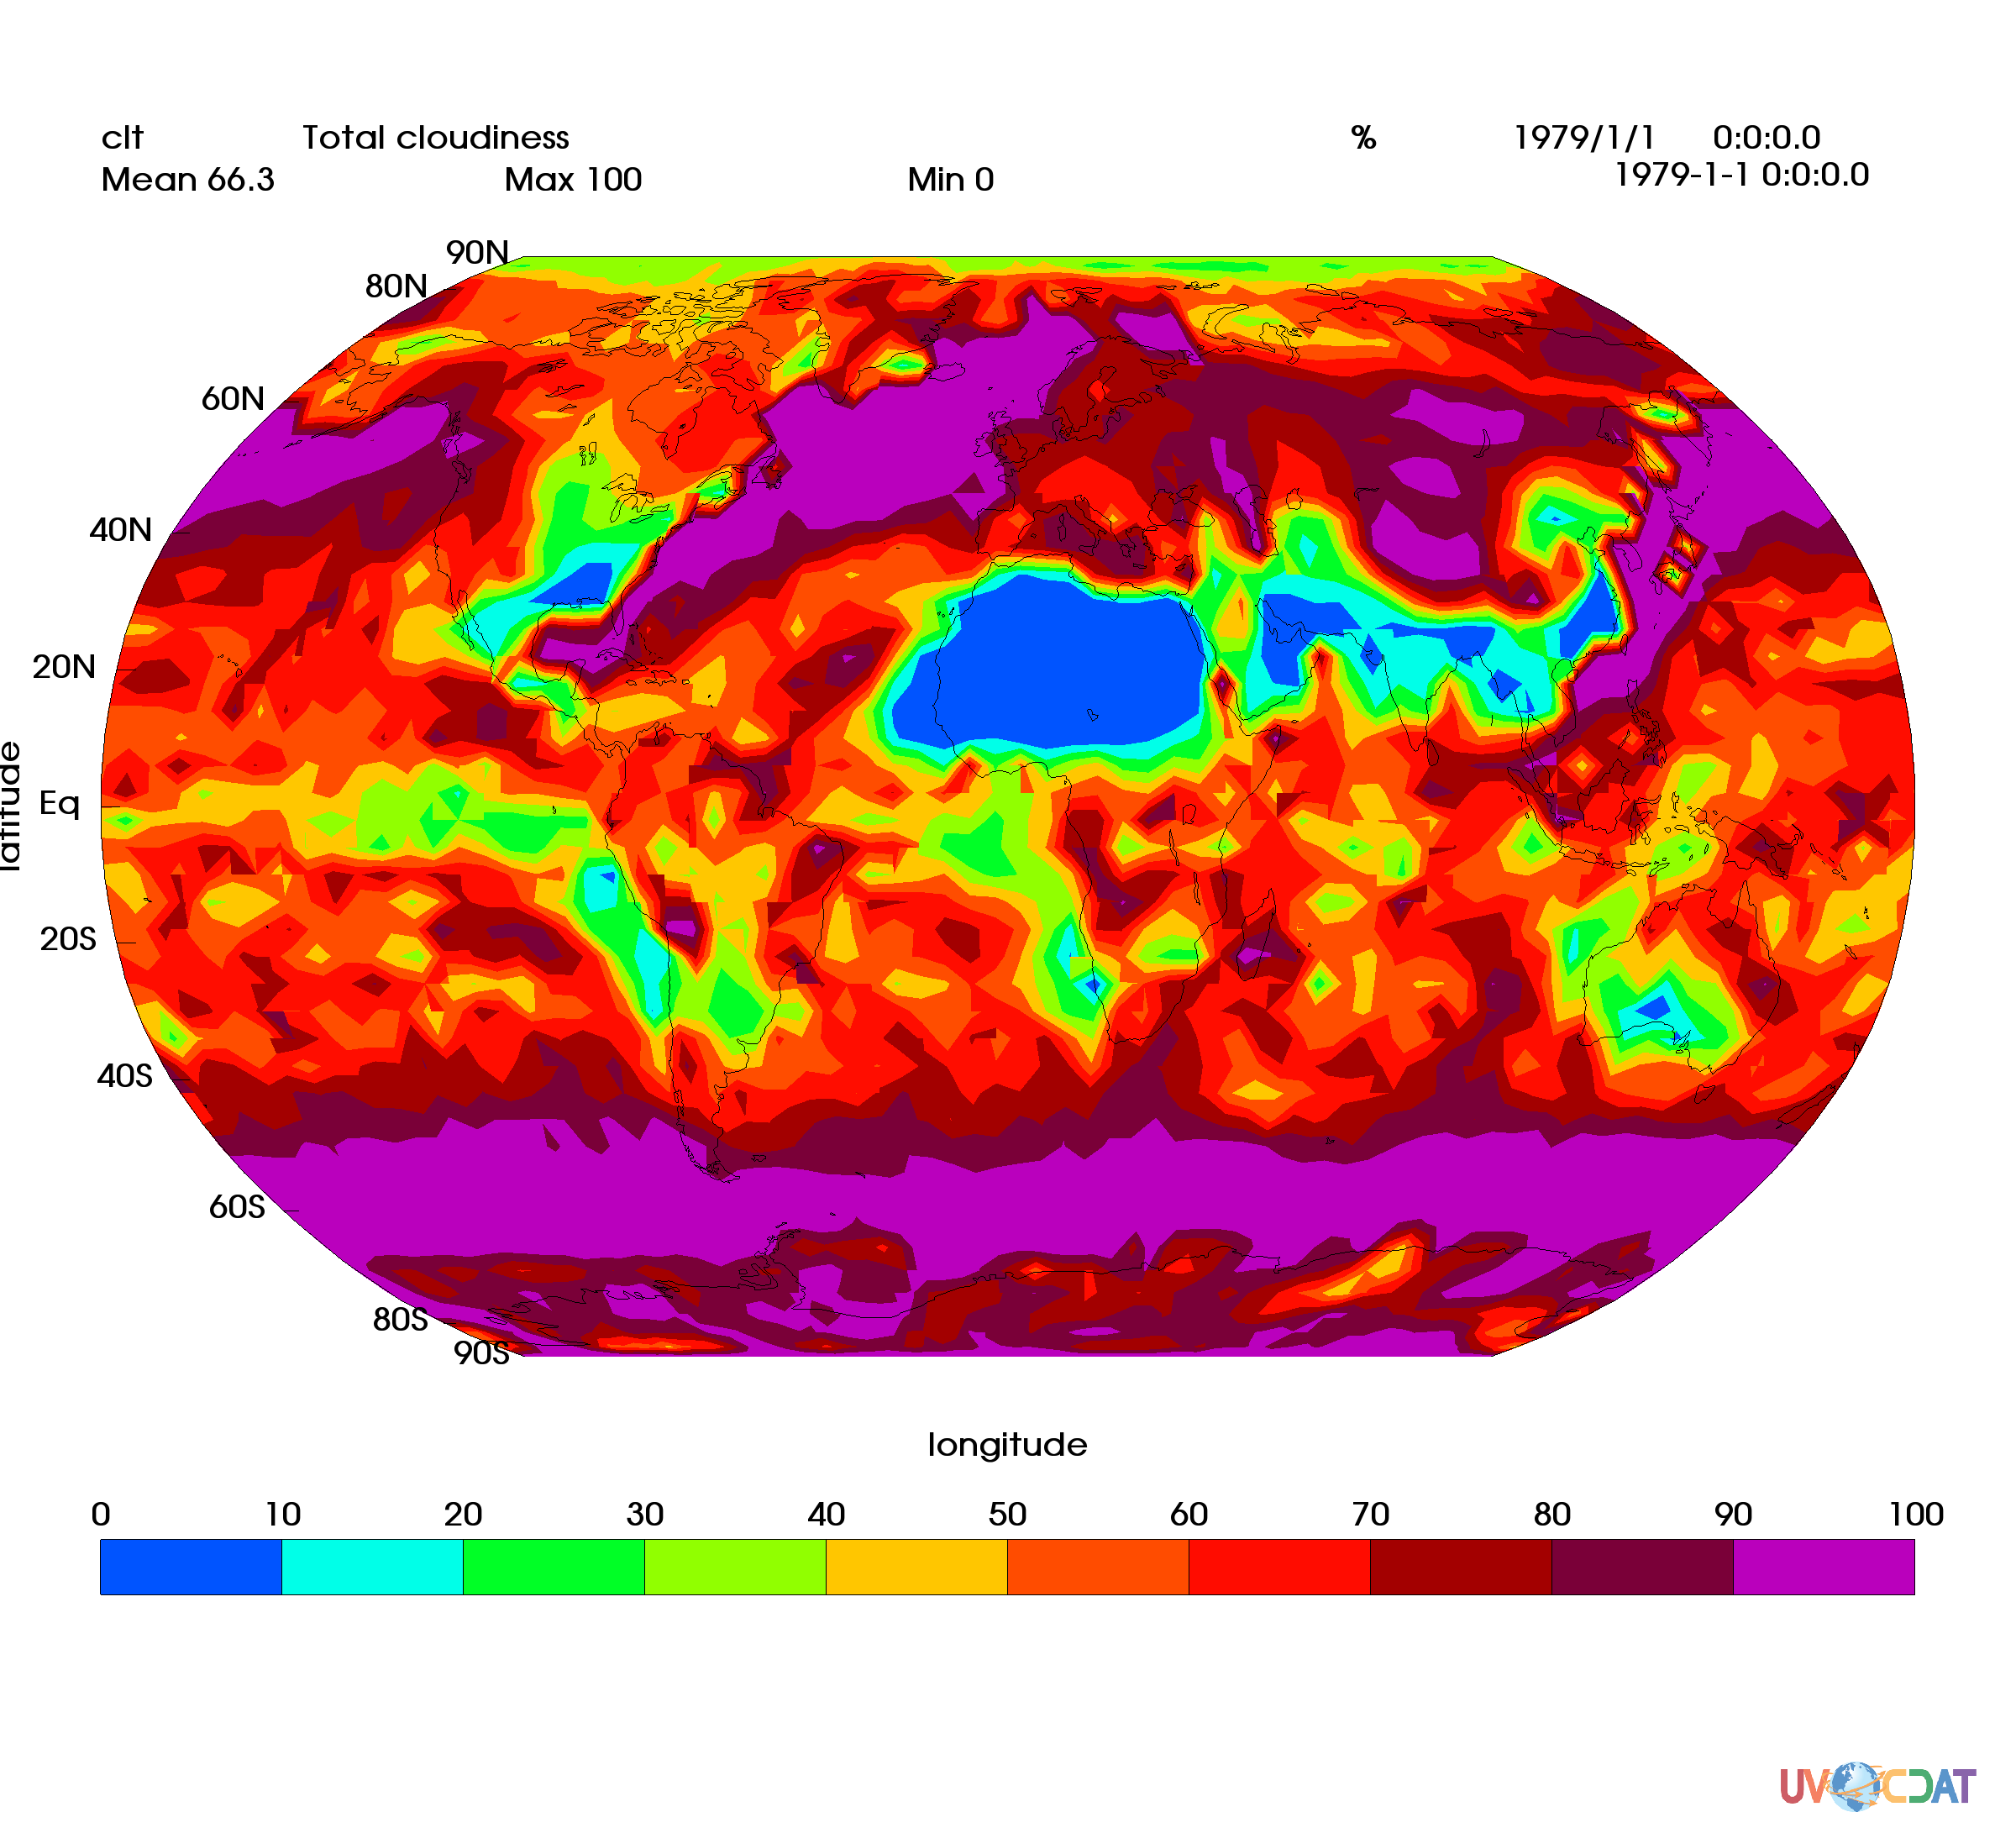 clt Total cloudiness % 1979/1/1 0:0:0.0
Mean 66.3 Max 100 Min 0 1979-1-1 0:0:0.0
90N
80N
60N
40N
20N
latitude
Eq
20S
40S
60S
80S
90S
longitude
0 10 20 30 40 50 60 70 80 90 100
UV CDAT